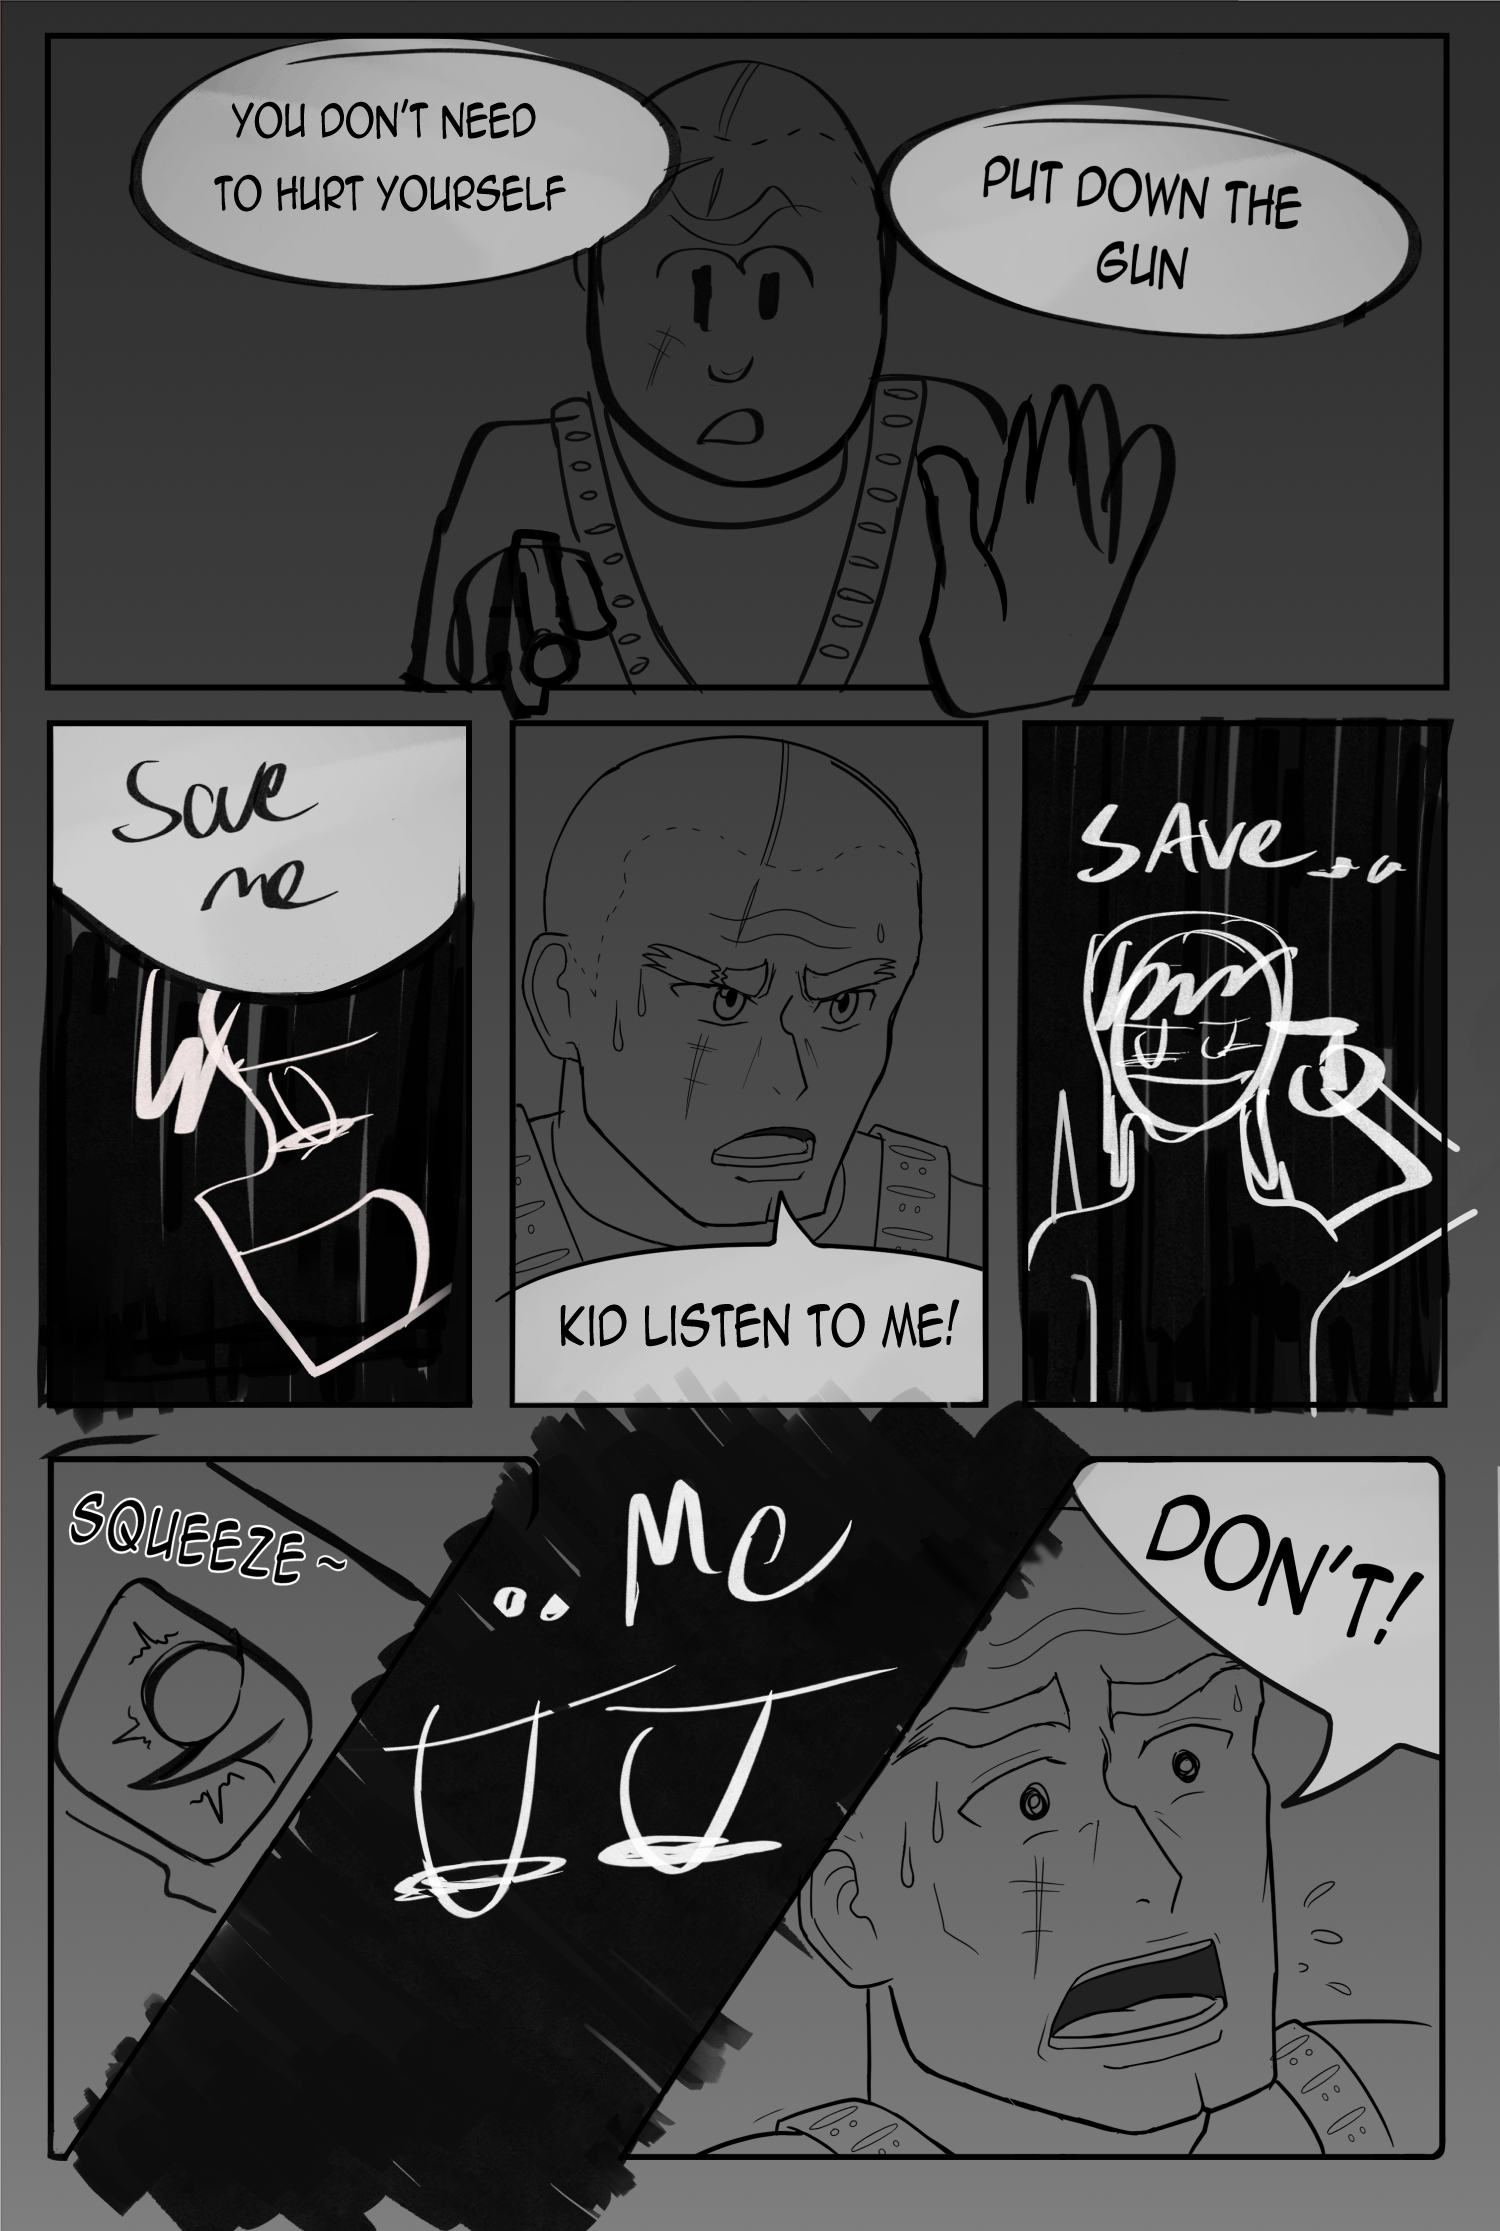 YOU DON'T NEED
TO HURT YOURSELF
PUT DOWN THE
GUN
Save
me
KID LISTEN TO ME!
SAVe...
SQUEEZE~
..Me
DON'T!